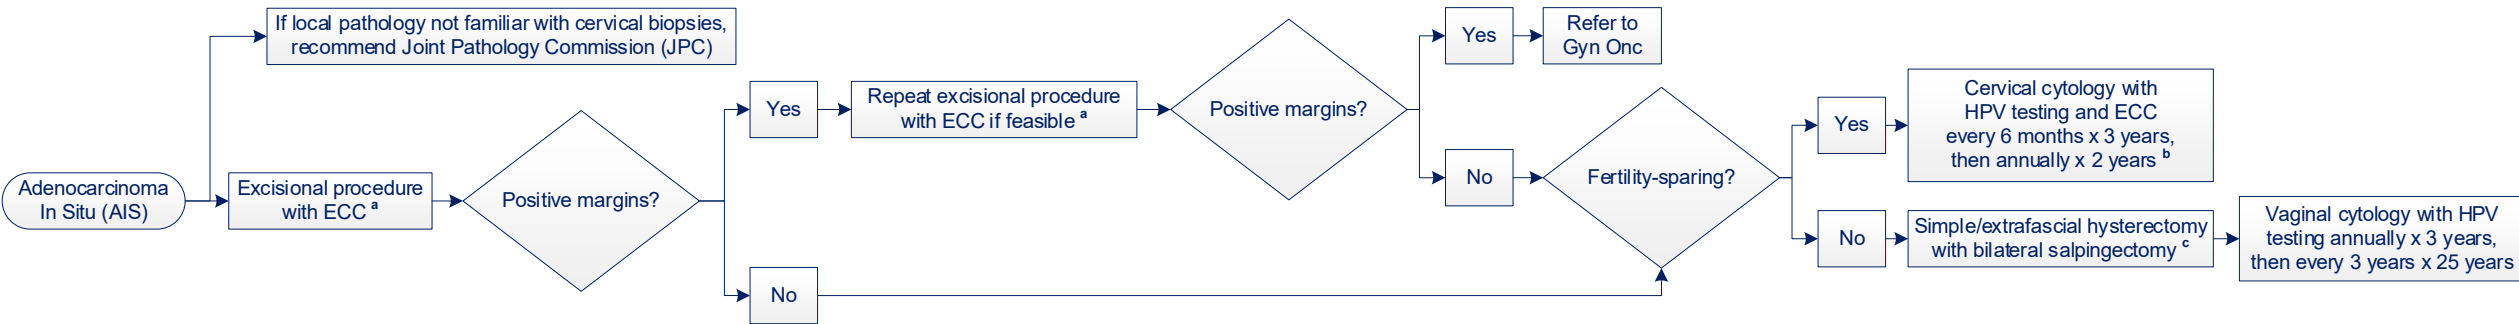 If local pathology not familiar with cervical biopsies,
recommend Joint Pathology Commission (JPC)
Adenocarcinoma
In Situ (AIS)
Excisional procedure
with ECC a
Positive margins?
Yes
Repeat excisional procedure
with ECC if feasible a
Positive margins?
Yes
Refer to
Gyn Onc
No
No
Fertility-sparing?
Yes
Cervical cytology with
HPV testing and ECC
every 6 months x 3 years,
then annually x 2 years b
No
Simple/extrafascial hysterectomy
with bilateral salpingectomy c
Vaginal cytology with HPV
testing annually x 3 years,
then every 3 years x 25 years